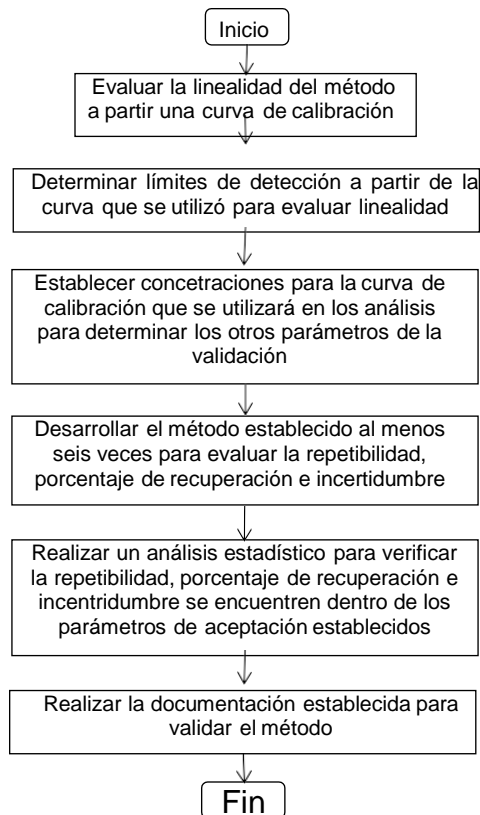 Inicio
Evaluar la linealidad del método
a partir una curva de calibración
Determinar límites de detección a partir de la
curva que se utilizó para evaluar linealidad
Establecer concetraciones para la curva de
calibración que se utilizará en los análisis
para determinar los otros parámetros de la
validación
Desarrollar el método establecido al menos
seis veces para evaluar la repetibilidad,
porcentaje de recuperación e incertidumbre
Realizar un análisis estadístico para verificar
la repetibilidad, porcentaje de recuperación e
incentridumbre se encuentren dentro de los
parámetros de aceptación establecidos
Realizar la documentación establecida para
validar el método
Fin